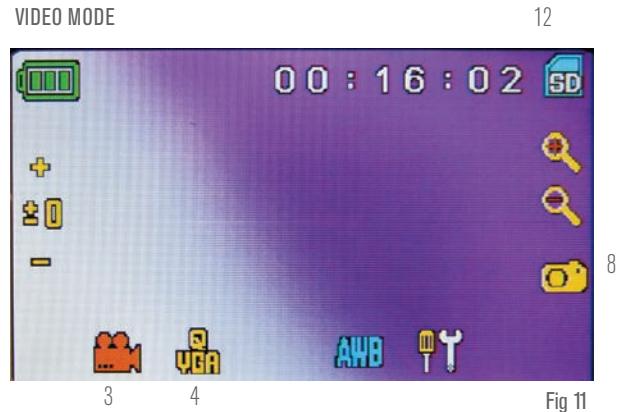 VIDEO MODE 12
00:16:02 SD
+
±0
−
8
Q
VGA AWB
3 4
Fig 11